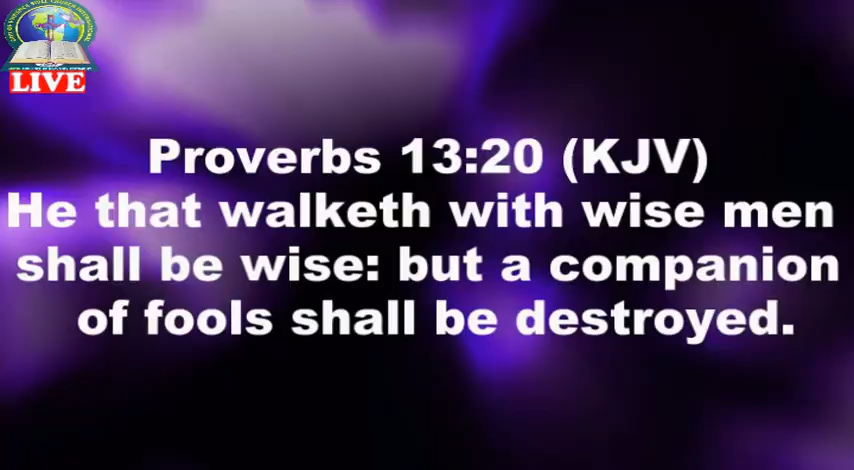 LIVE
Proverbs 13:20 (KJV)
He that walketh with wise men
shall be wise: but a companion
of fools shall be destroyed.